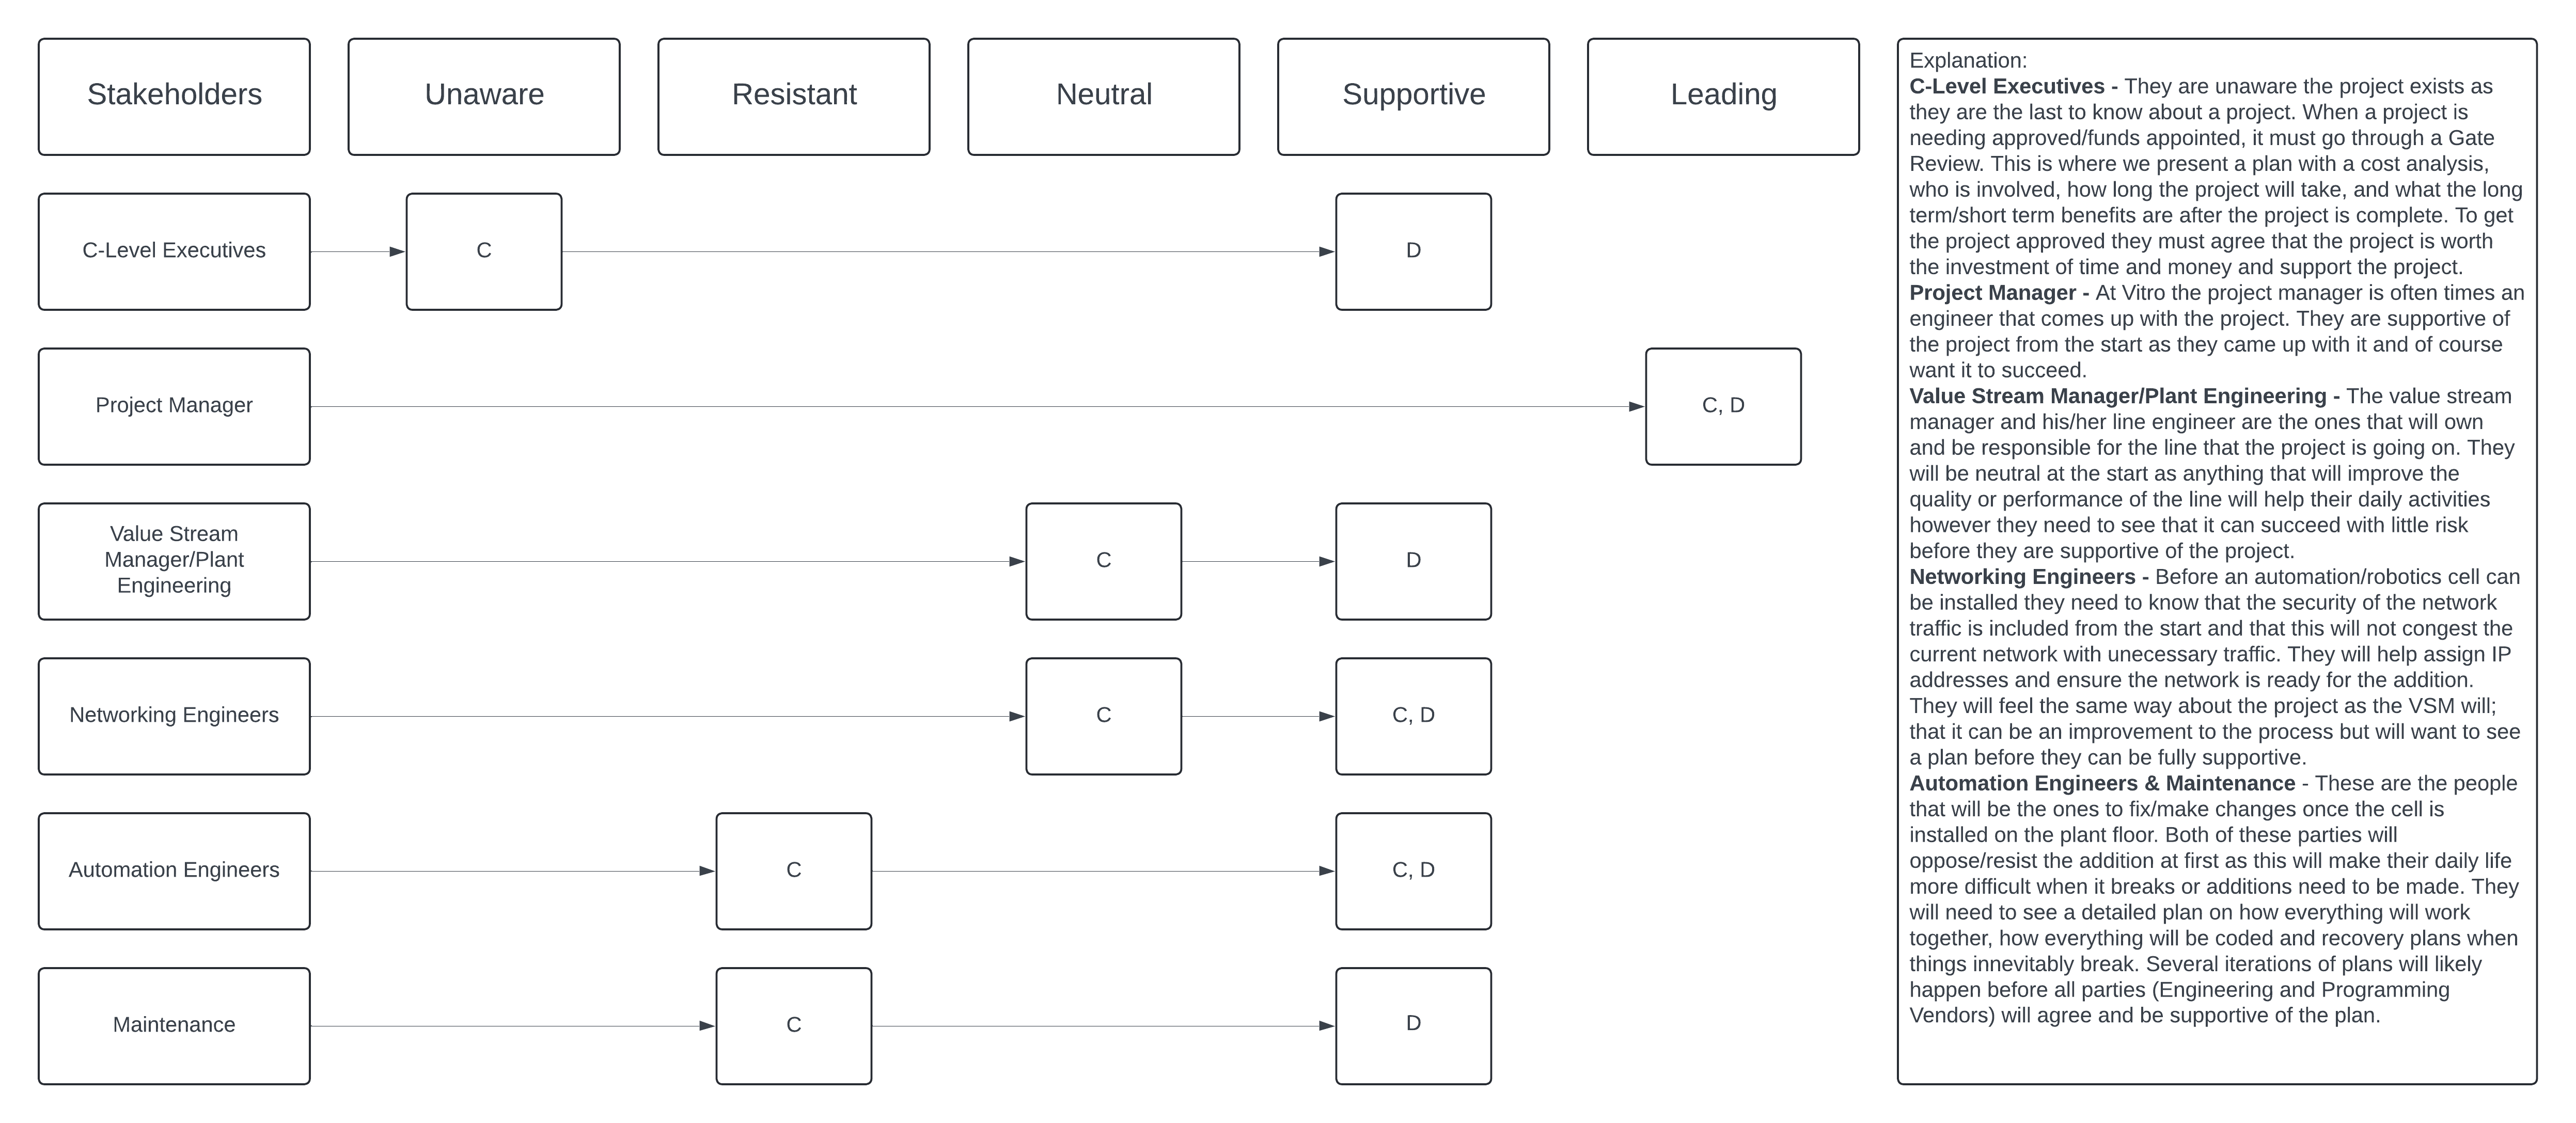 Stakeholders
Unaware
Resistant
Neutral
Supportive
Leading
C-Level Executives
C
D
Project Manager
C, D
Value Stream
Manager/Plant
Engineering
C
D
Networking Engineers
C
C, D
Automation Engineers
C
C, D
Maintenance
C
D
Explanation:
C-Level Executives - They are unaware the project exists as
they are the last to know about a project. When a project is
needing approved/funds appointed, it must go through a Gate
Review. This is where we present a plan with a cost analysis,
who is involved, how long the project will take, and what the long
term/short term benefits are after the project is complete. To get
the project approved they must agree that the project is worth
the investment of time and money and support the project.
Project Manager - At Vitro the project manager is often times an
engineer that comes up with the project. They are supportive of
the project from the start as they came up with it and of course
want it to succeed.
Value Stream Manager/Plant Engineering - The value stream
manager and his/her line engineer are the ones that will own
and be responsible for the line that the project is going on. They
will be neutral at the start as anything that will improve the
quality or performance of the line will help their daily activities
however they need to see that it can succeed with little risk
before they are supportive of the project.
Networking Engineers - Before an automation/robotics cell can
be installed they need to know that the security of the network
traffic is included from the start and that this will not congest the
current network with unecessary traffic. They will help assign IP
addresses and ensure the network is ready for the addition.
They will feel the same way about the project as the VSM will;
that it can be an improvement to the process but will want to see
a plan before they can be fully supportive.
Automation Engineers & Maintenance - These are the people
that will be the ones to fix/make changes once the cell is
installed on the plant floor. Both of these parties will
oppose/resist the addition at first as this will make their daily life
more difficult when it breaks or additions need to be made. They
will need to see a detailed plan on how everything will work
together, how everything will be coded and recovery plans when
things innevitably break. Several iterations of plans will likely
happen before all parties (Engineering and Programming
Vendors) will agree and be supportive of the plan.